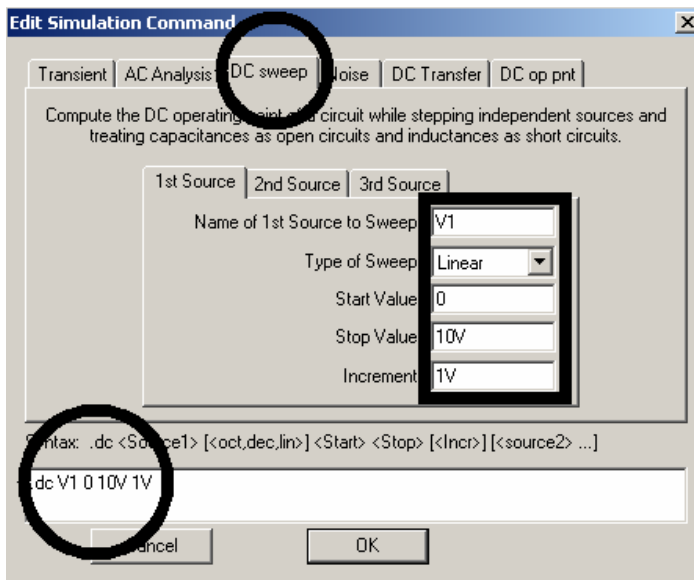 Edit Simulation Command
Transient AC Analysis DC sweep Noise DC Transfer DC op pnt
Compute the DC operating point of a circuit while stepping independent sources and
treating capacitances as open circuits and inductances as short circuits.
1st Source 2nd Source 3rd Source
Name of 1st Source to Sweep V1
Type of Sweep Linear
Start Value 0
Stop Value 10V
Increment 1V
Syntax: .dc <Source1> [<oct,dec,lin>] <Start> <Stop> [<Incr>] [<source2> ...]
.dc V1 0 10V 1V
Cancel OK